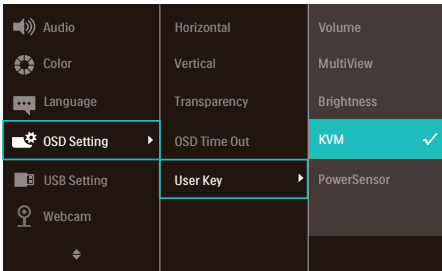 Audio
Color
Language
OSD Setting
USB Setting
Webcam
Horizontal
Vertical
Transparency
OSD Time Out
User Key
Volume
MultiView
Brightness
KVM
PowerSensor